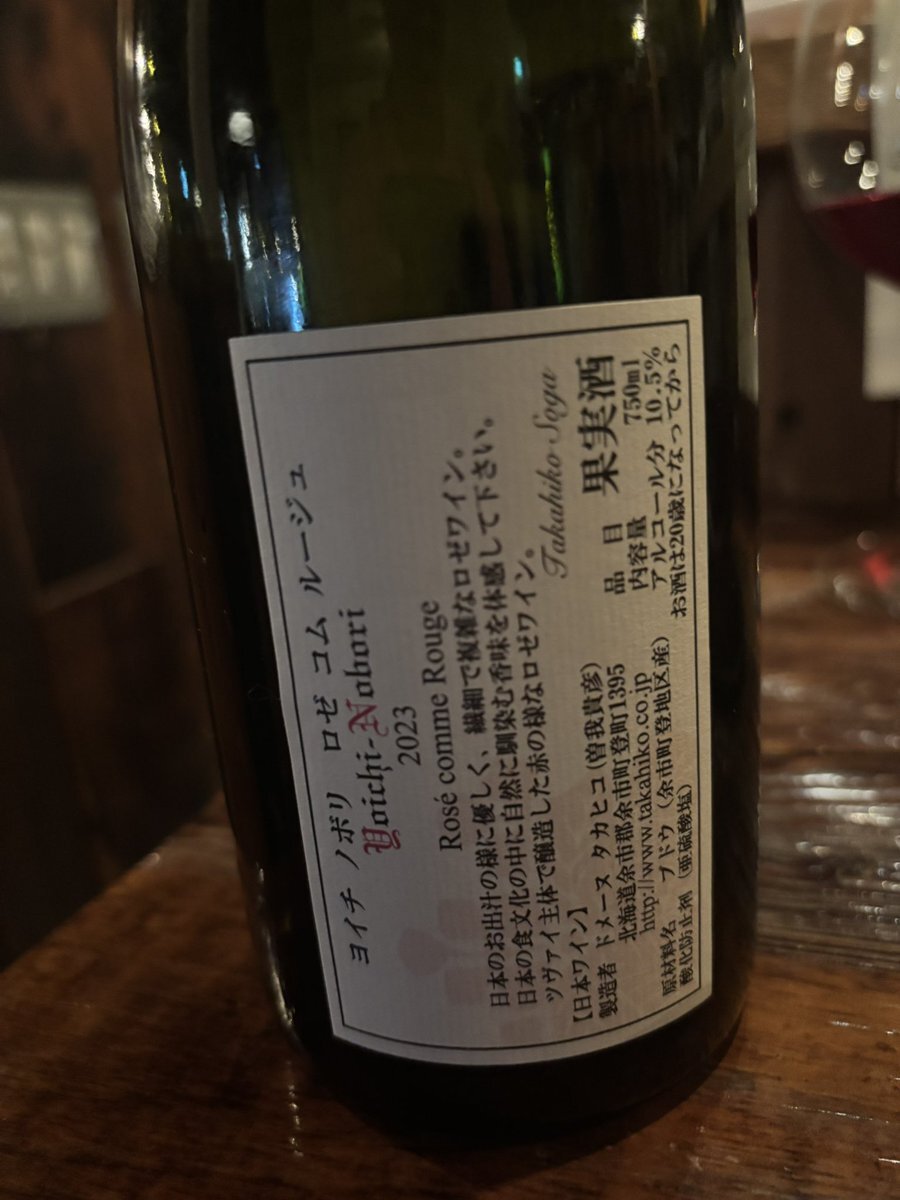 ヨイチ ノボリ ロゼ コム ルージュ
Yoichi-Nobori
2023
Rosé comme Rouge
日本のお出汁の様に優しく、繊細で複雑なロゼワイン。
日本の食文化の中に自然に馴染む香味を体感して下さい。
ツヴァイ主体で醸造した赤の様なロゼワイン。
Takahiko Soga
【日本ワイン】
製造者 ドメーヌ タカヒコ(曽我貴彦)
北海道余市郡余市町登町1395
http://www.takahiko.co.jp
原材料名 ブドウ (余市町登地区産)
酸化防止剤 (亜硫酸塩)
品目 果実酒
内容量 750ml
アルコール分 10.5%
お酒は20歳になってから